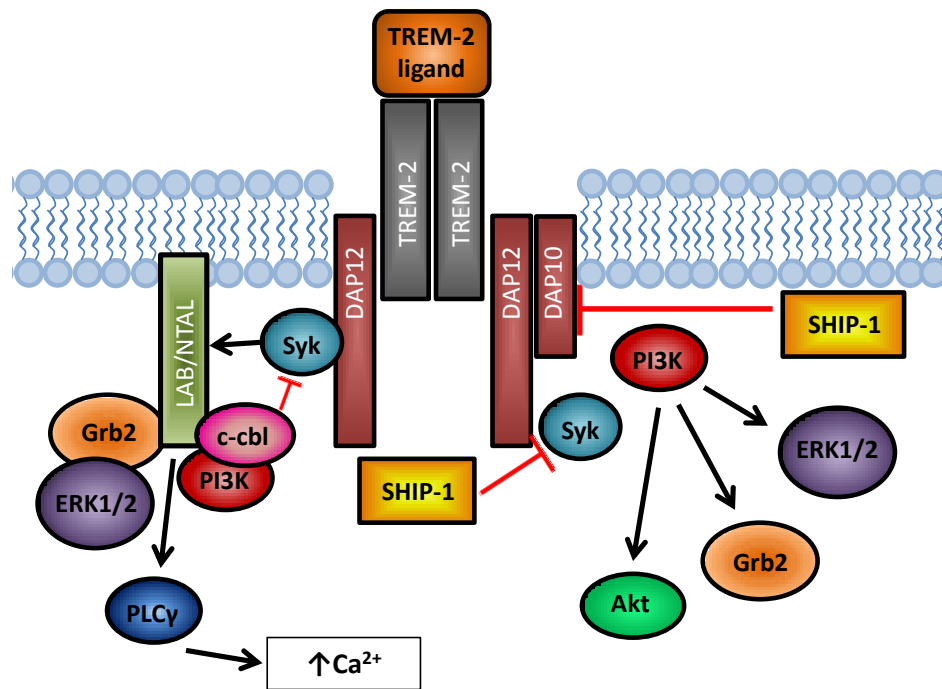 TREM-2
ligand
TREM-2
TREM-2
DAP12
DAP12
DAP10
LAB/NTAL
Syk
SHIP-1
PI3K
Grb2
c-cbl
Syk
ERK1/2
PI3K
ERK1/2
SHIP-1
Grb2
Akt
PLCγ
↑Ca²⁺